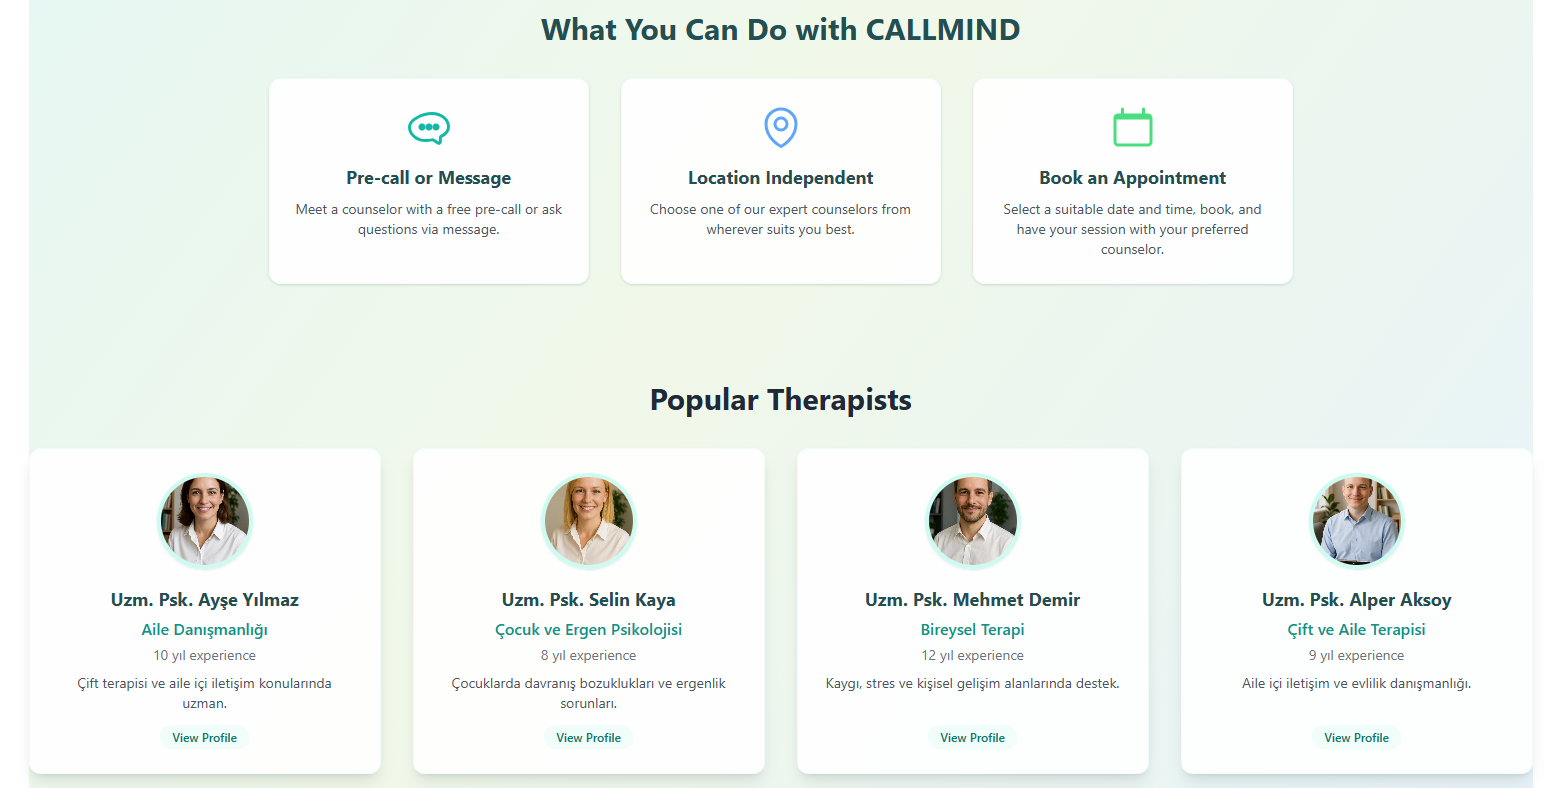 What You Can Do with CALLMIND
Pre-call or Message
Meet a counselor with a free pre-call or ask
questions via message.
Location Independent
Choose one of our expert counselors from
wherever suits you best.
Book an Appointment
Select a suitable date and time, book, and
have your session with your preferred
counselor.
Popular Therapists
Uzm. Psk. Ayşe Yılmaz
Aile Danışmanlığı
10 yıl experience
Çift terapisi ve aile içi iletişim konularında
uzman.
View Profile
Uzm. Psk. Selin Kaya
Çocuk ve Ergen Psikolojisi
8 yıl experience
Çocuklarda davranış bozuklukları ve ergenlik
sorunları.
View Profile
Uzm. Psk. Mehmet Demir
Bireysel Terapi
12 yıl experience
Kaygı, stres ve kişisel gelişim alanlarında destek.
View Profile
Uzm. Psk. Alper Aksoy
Çift ve Aile Terapisi
9 yıl experience
Aile içi iletişim ve evlilik danışmanlığı.
View Profile